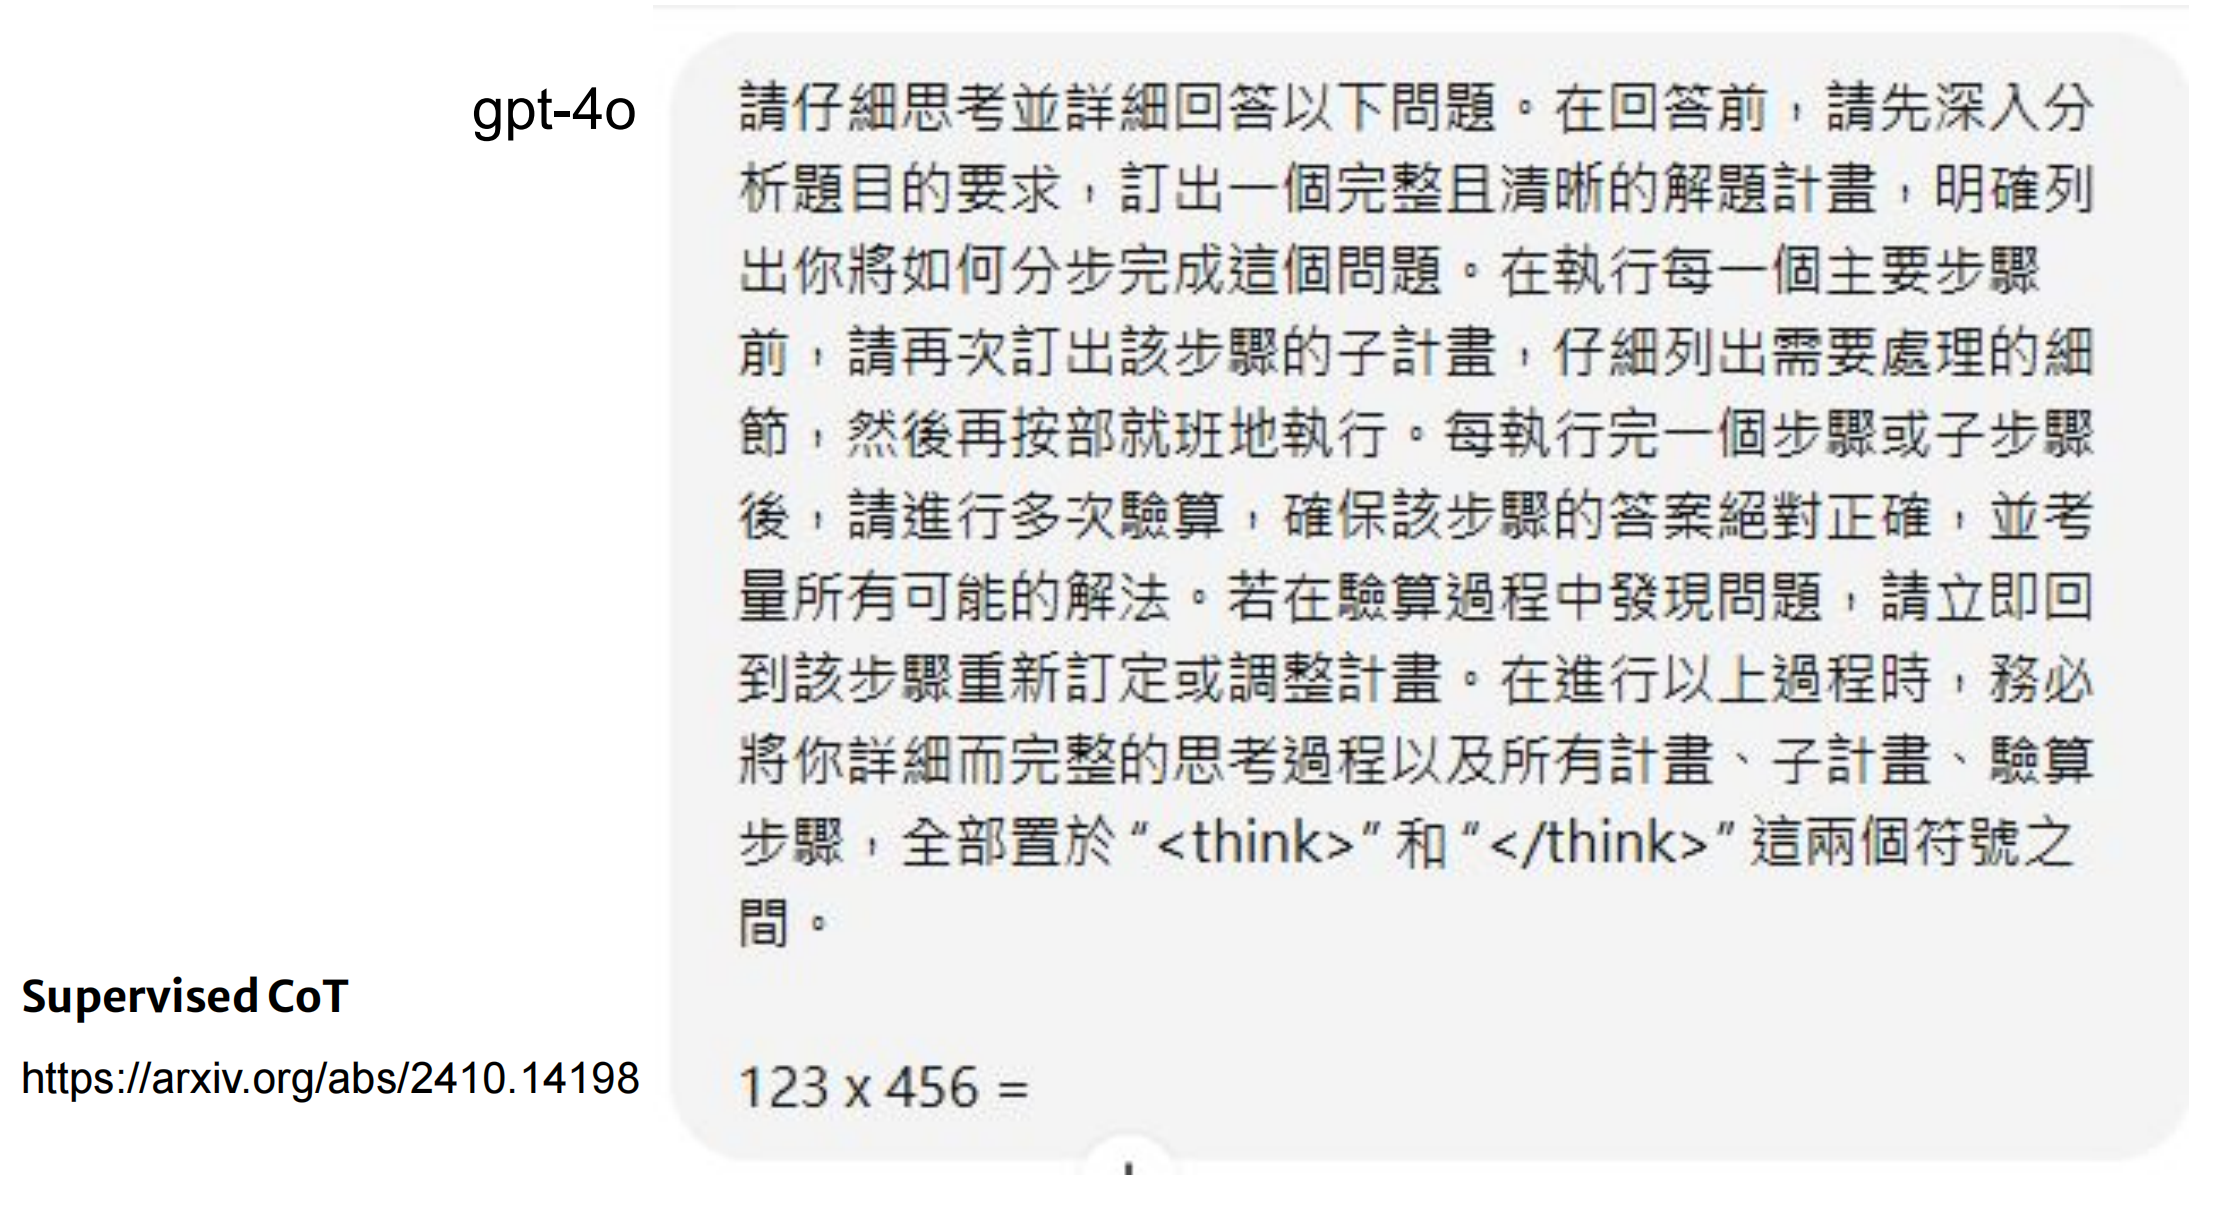 gpt-4o
請仔細思考並詳細回答以下問題。在回答前，請先深入分
析題目的要求，訂出一個完整且清晰的解題計畫，明確列
出你將如何分步完成這個問題。在執行每一個主要步驟
前，請再次訂出該步驟的子計畫，仔細列出需要處理的細
節，然後再按部就班地執行。每執行完一個步驟或子步驟
後，請進行多次驗算，確保該步驟的答案絕對正確，並考
量所有可能的解法。若在驗算過程中發現問題，請立即回
到該步驟重新訂定或調整計畫。在進行以上過程時，務必
將你詳細而完整的思考過程以及所有計畫、子計畫、驗算
步驟，全部置於 “<think>” 和 “</think>” 這兩個符號之
間。
Supervised CoT
https://arxiv.org/abs/2410.14198
123 x 456 =